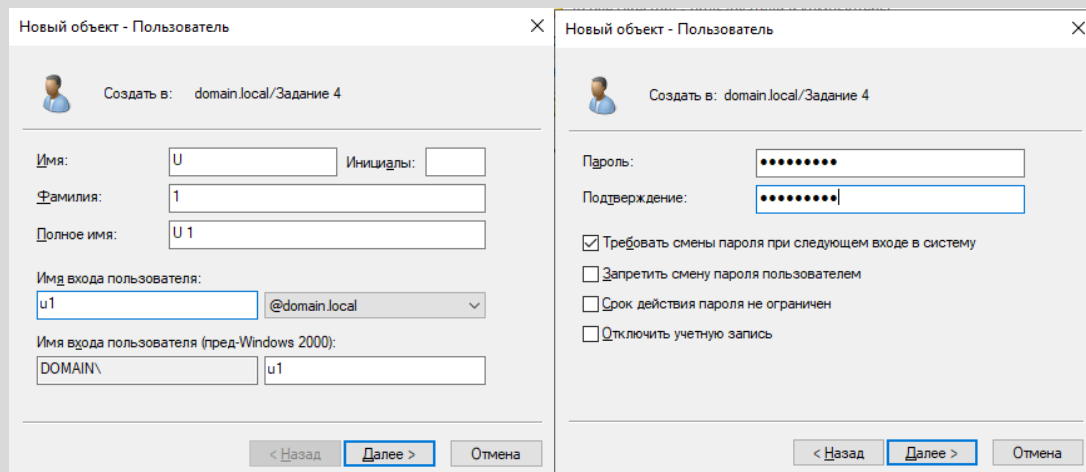 Новый объект - Пользователь
Создать в: domain.local/Задание 4
Имя: U Инициалы:
Фамилия: 1
Полное имя: U 1
Имя входа пользователя:
u1 @domain.local
Имя входа пользователя (пред-Windows 2000):
DOMAIN\ u1
< Назад Далее > Отмена
Новый объект - Пользователь
Создать в: domain.local/Задание 4
Пароль: •••••••••
Подтверждение: •••••••••
Требовать смены пароля при следующем входе в систему
Запретить смену пароля пользователем
Срок действия пароля не ограничен
Отключить учетную запись
< Назад Далее > Отмена